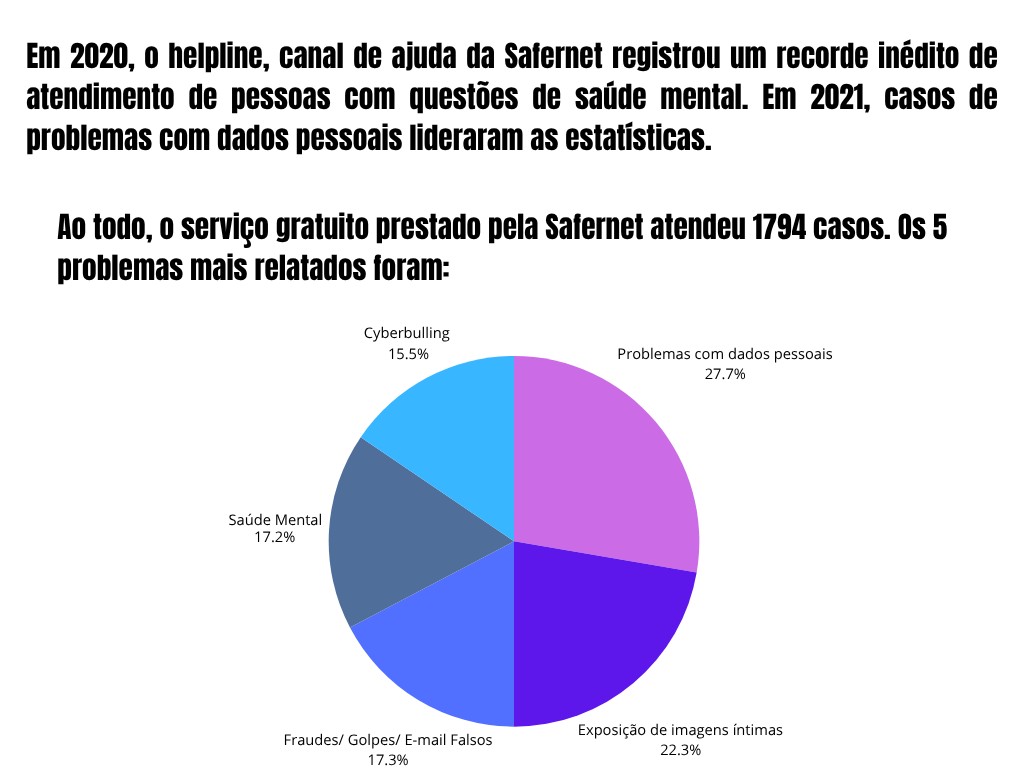 Em 2020, o helpline, canal de ajuda da Safernet registrou um recorde inédito de
atendimento de pessoas com questões de saúde mental. Em 2021, casos de
problemas com dados pessoais lideraram as estatísticas.
Ao todo, o serviço gratuito prestado pela Safernet atendeu 1794 casos. Os 5
problemas mais relatados foram:
Cyberbulling
15.5%
Problemas com dados pessoais
27.7%
Saúde Mental
17.2%
Exposição de imagens íntimas
22.3%
Fraudes/ Golpes/ E-mail Falsos
17.3%